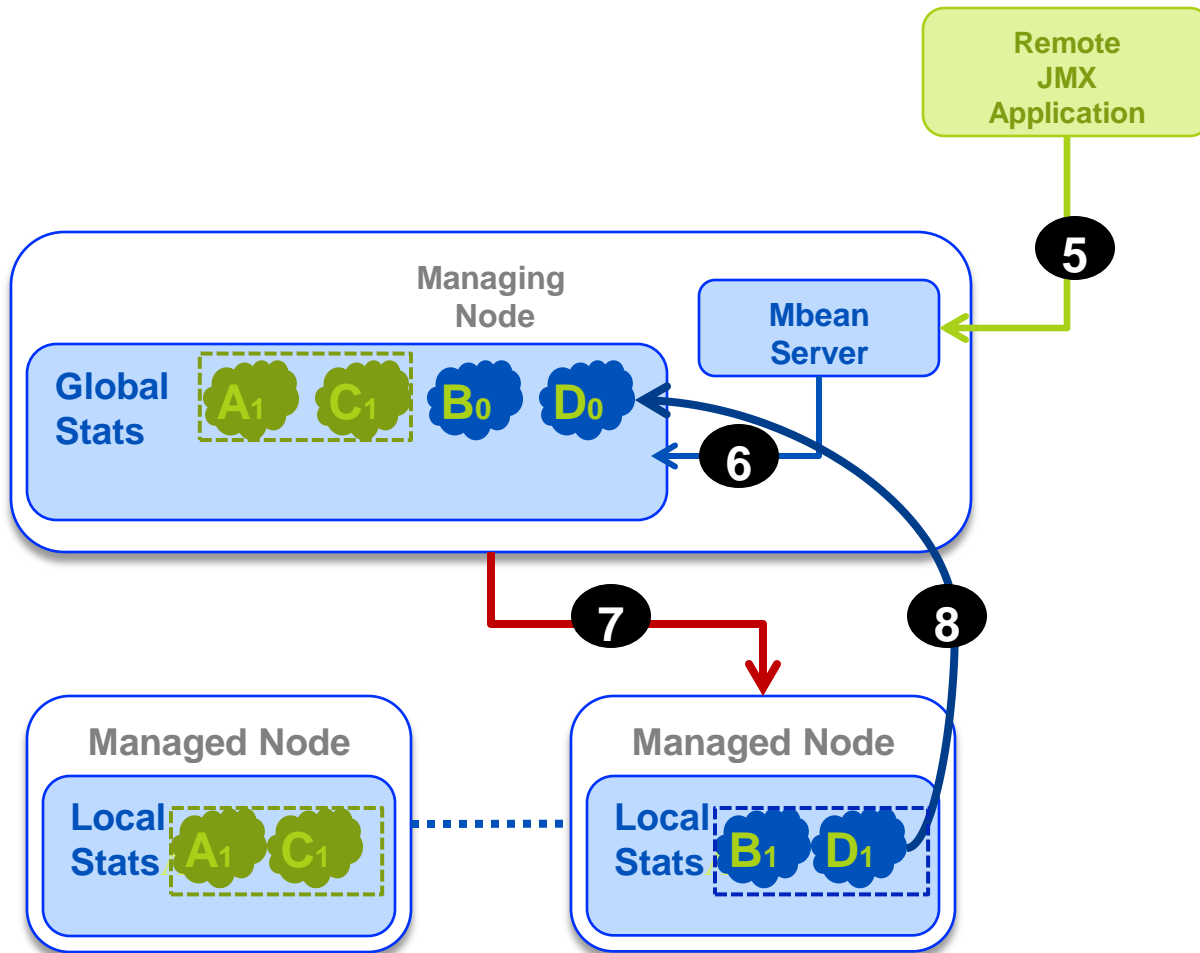 Remote
JMX
Application
5
Managing
Node
Mbean
Server
Global
Stats
A1
C1
B0
D0
6
7
8
Managed Node
Local
Stats
A1
C1
Managed Node
Local
Stats
B1
D1